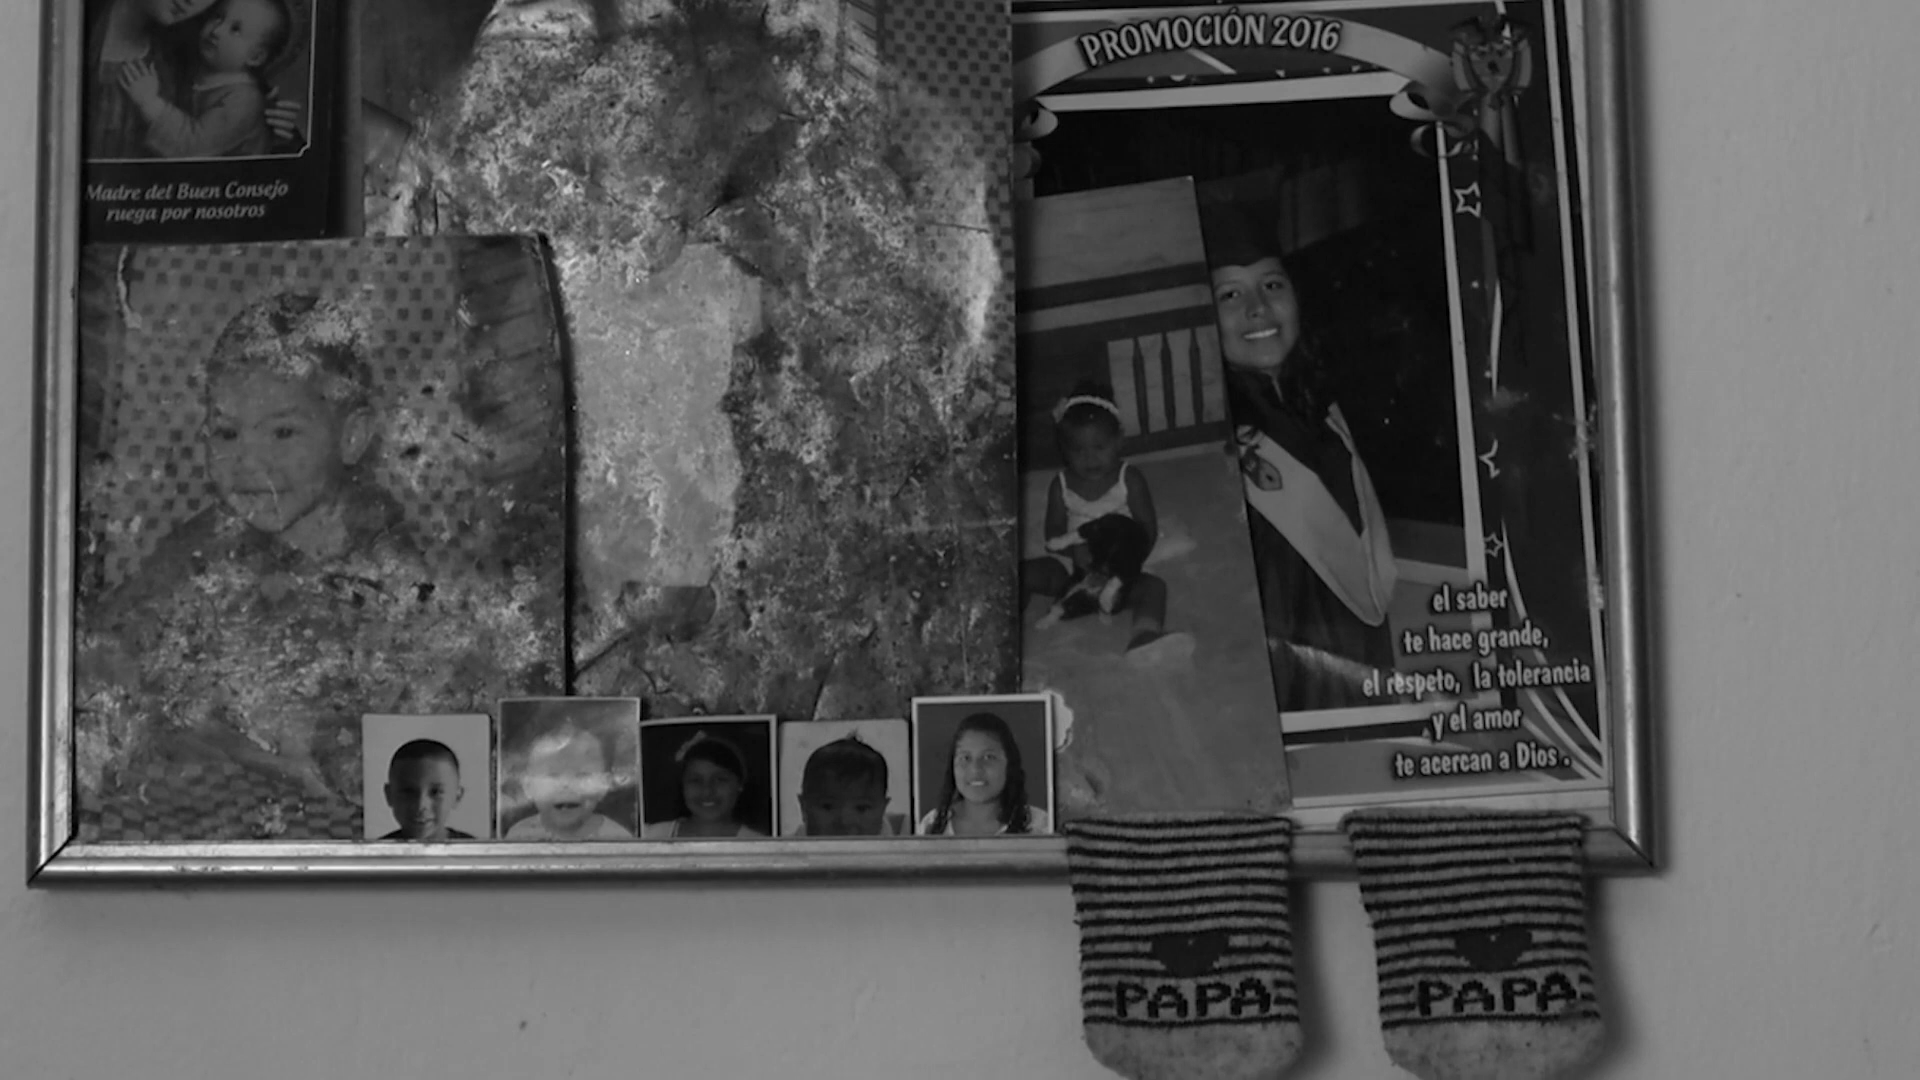 PROMOCIÓN 2016
Madre del Buen Consejo
ruega por nosotros
el saber
te hace grande,
el respeto, la tolerancia
y el amor
te acercan a Dios.
PAPA
PAPA